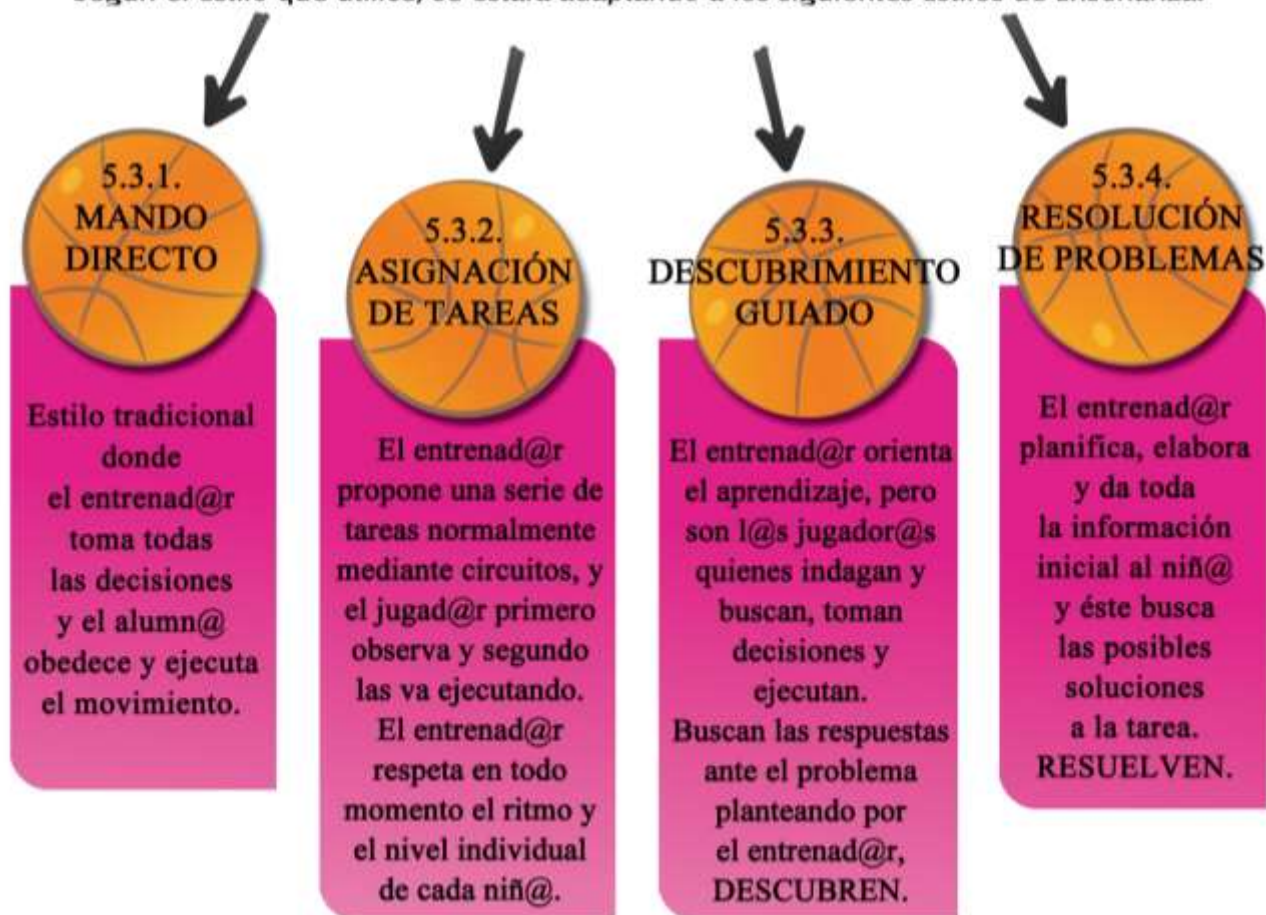 5.3.1.
MANDO
DIRECTO
Estilo tradicional
donde
el entrenad@r
toma todas
las decisiones
y el alumn@
obedece y ejecuta
el movimiento.
5.3.2.
ASIGNACIÓN
DE TAREAS
El entrenad@r
propone una serie de
tareas normalmente
mediante circuitos, y
el jugad@r primero
observa y segundo
las va ejecutando.
El entrenad@r
respeta en todo
momento el ritmo y
el nivel individual
de cada niñ@.
5.3.3.
DESCUBRIMIENTO
GUIADO
El entrenad@r orienta
el aprendizaje, pero
son l@s jugador@s
quienes indagan y
buscan, toman
decisiones y
ejecutan.
Buscan las respuestas
ante el problema
planteando por
el entrenad@r,
DESCUBREN.
5.3.4.
RESOLUCIÓN
DE PROBLEMAS
El entrenad@r
planifica, elabora
y da toda
la información
inicial al niñ@
y éste busca
las posibles
soluciones
a la tarea.
RESUELVEN.